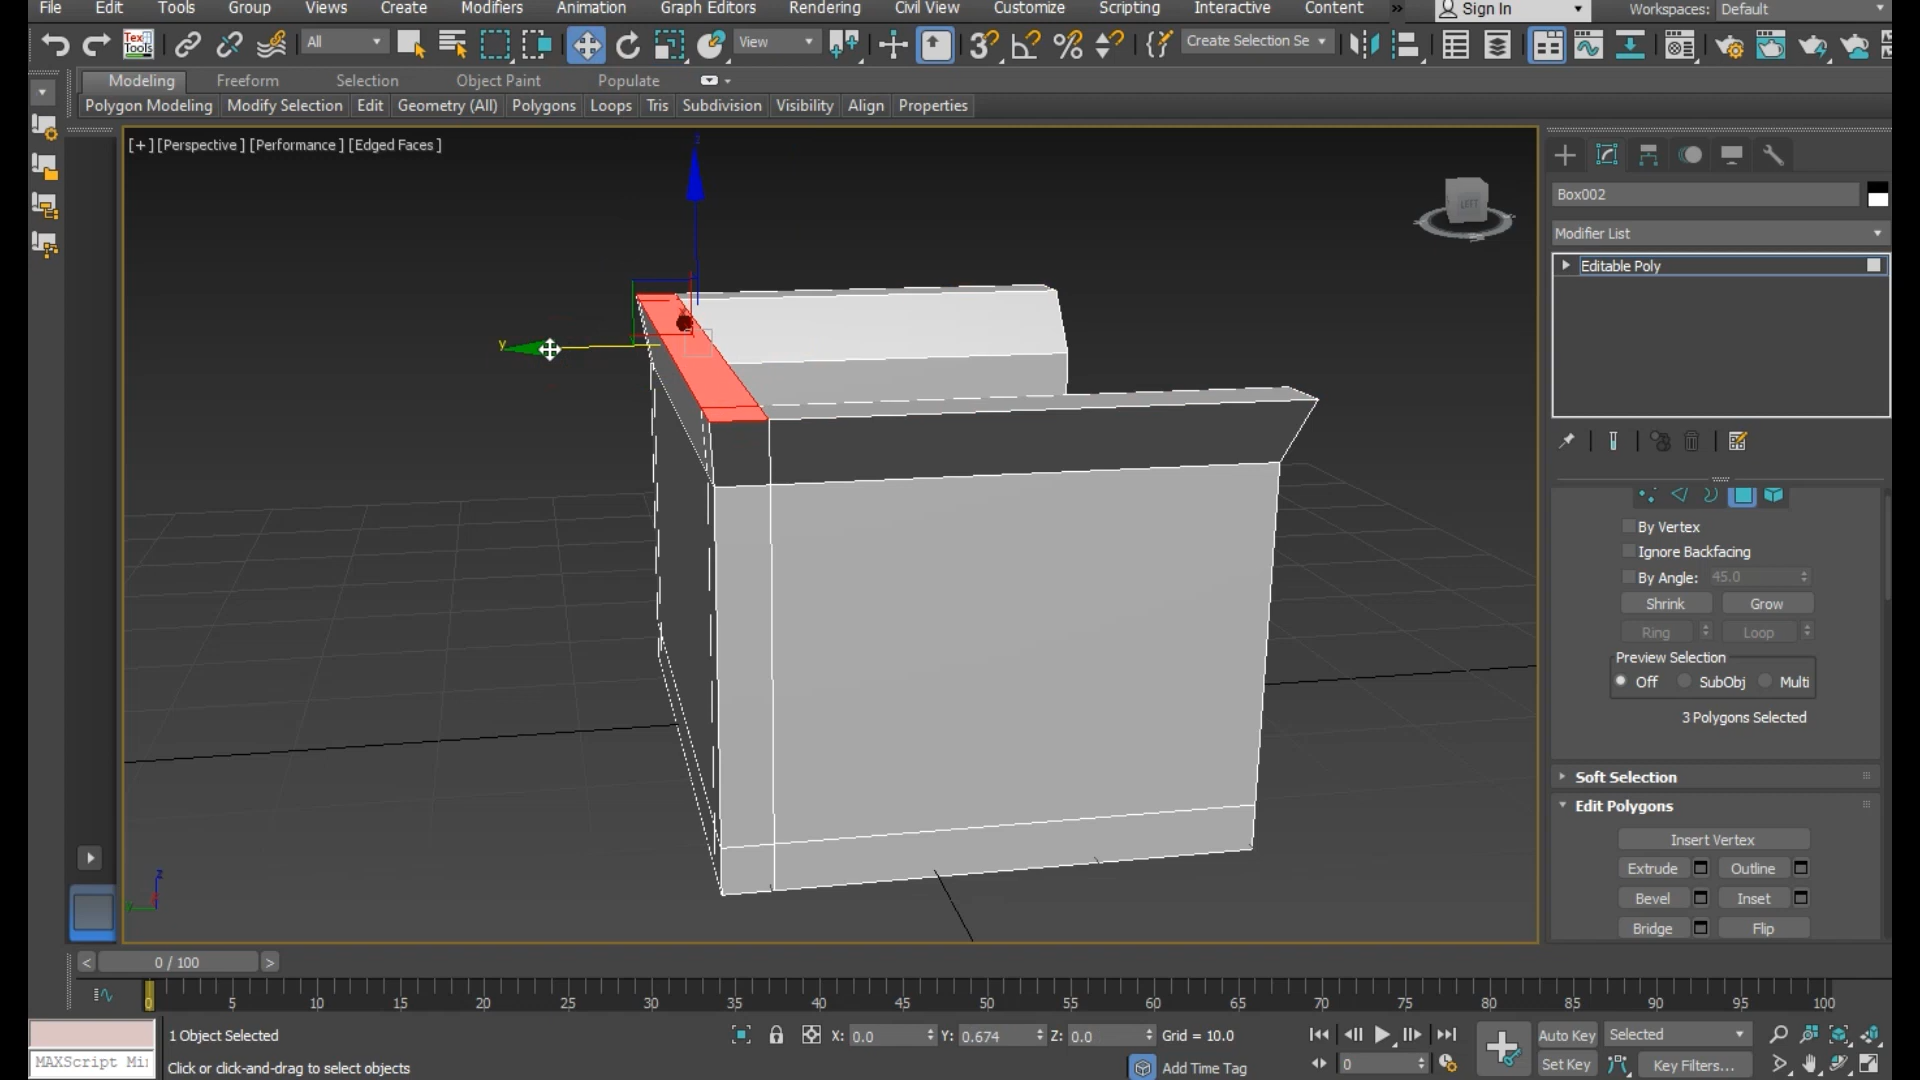 File Edit Tools Group Views Create Modifiers Animation Graph Editors Rendering Civil View Customize Scripting Interactive Content » Sign In Workspaces: Default
Tex Tools All View Create Selection Se
Modeling Freeform Selection Object Paint Populate
Polygon Modeling Modify Selection Edit Geometry (All) Polygons Loops Tris Subdivision Visibility Align Properties
[+] [Perspective] [Performance] [Edged Faces]
LEFT
y
z
y
Box002
Modifier List
Editable Poly
By Vertex
Ignore Backfacing
By Angle: 45.0
Shrink Grow
Ring Loop
Preview Selection
Off SubObj Multi
3 Polygons Selected
Soft Selection
Edit Polygons
Insert Vertex
Extrude Outline
Bevel Inset
Bridge Flip
< 0 / 100 >
0 5 10 15 20 25 30 35 40 45 50 55 60 65 70 75 80 85 90 95 100
1 Object Selected X: 0.0 Y: 0.674 Z: 0.0 Grid = 10.0 Auto Key Selected
MAXScript Mi Click or click-and-drag to select objects Add Time Tag 0 Set Key Key Filters...